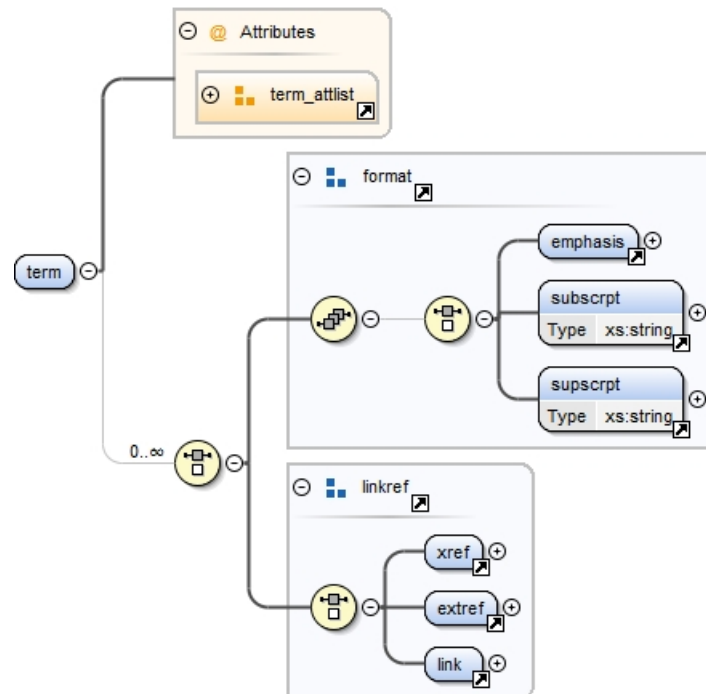 Attributes
term_attlist
format
emphasis
term
subscrpt
Type xs:string
supscrpt
Type xs:string
0..∞
linkref
xref
extref
link